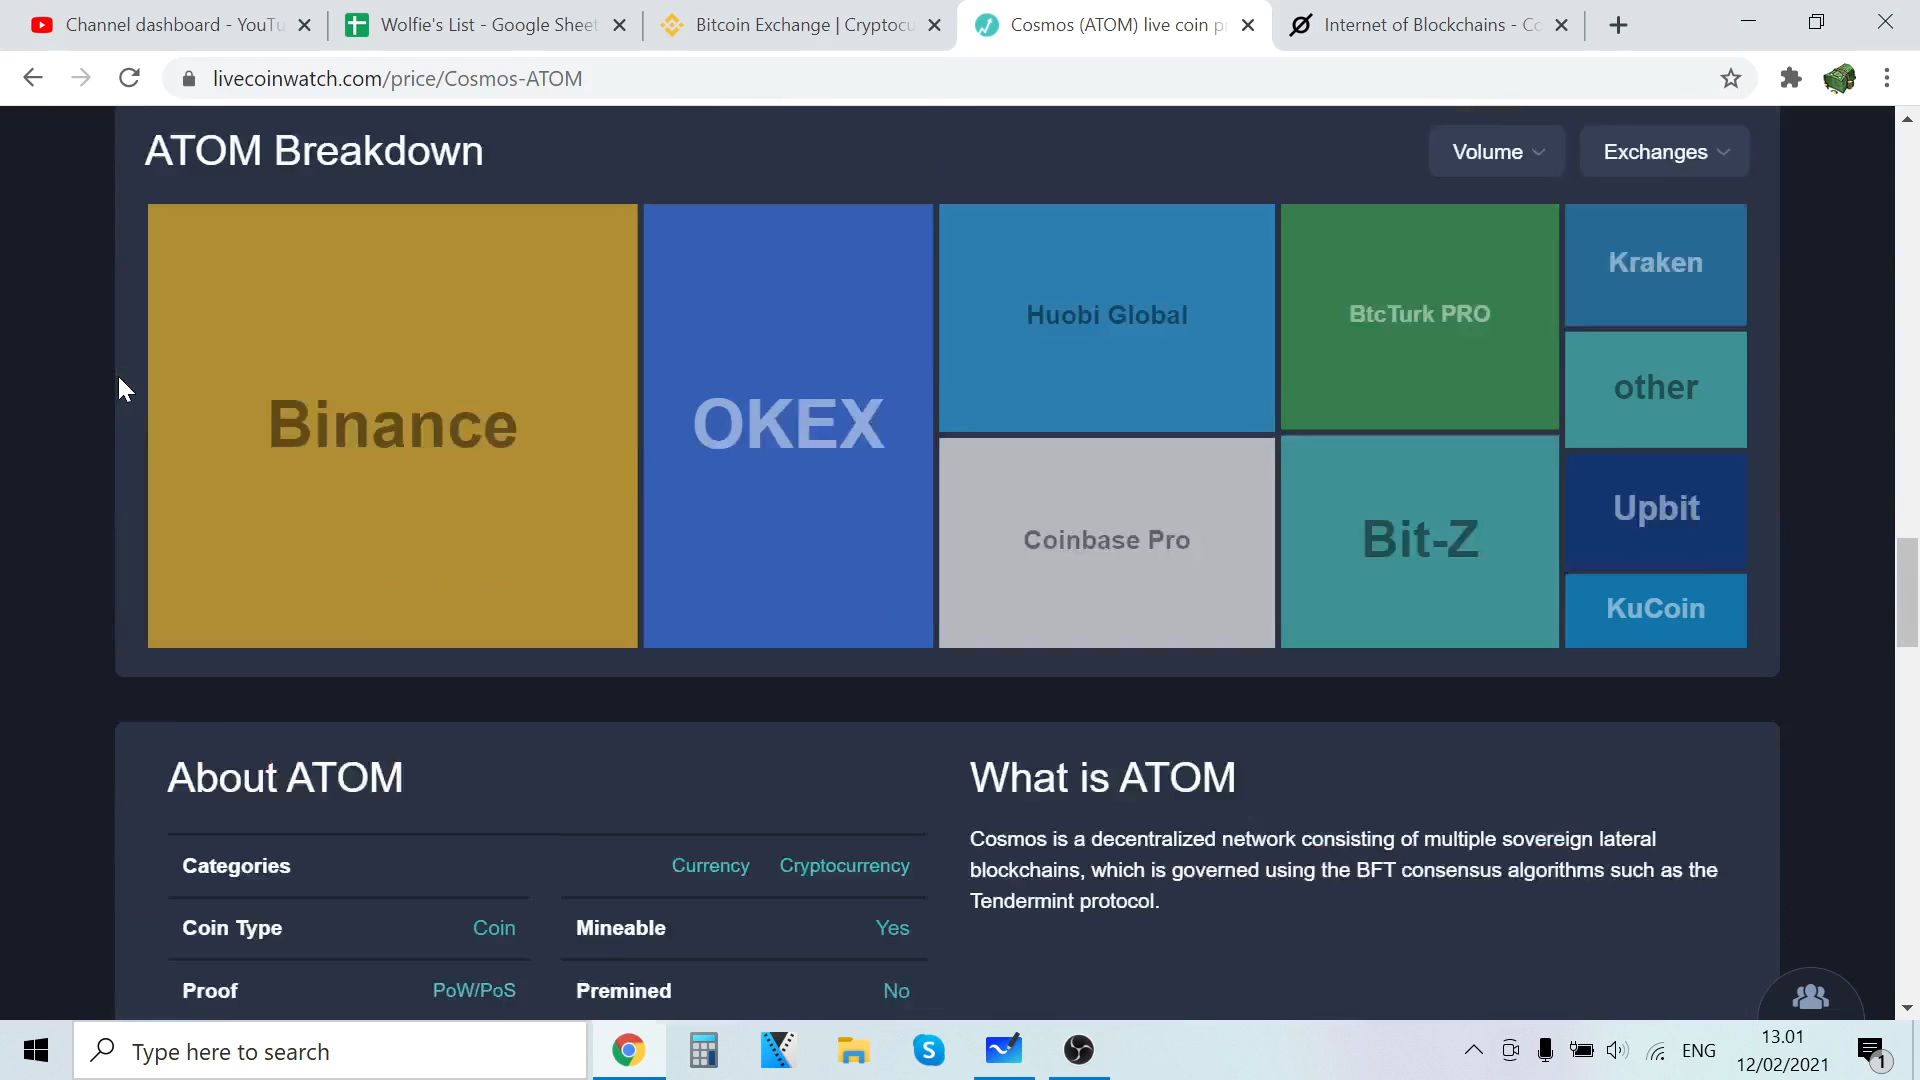 Channel dashboard - YouTu
Wolfie's List - Google Sheet
Bitcoin Exchange | Cryptocu
Cosmos (ATOM) live coin p
Internet of Blockchains - Co
livecoinwatch.com/price/Cosmos-ATOM
ATOM Breakdown
Volume
Exchanges
Binance
OKEX
Huobi Global
Coinbase Pro
BtcTurk PRO
Bit-Z
Kraken
other
Upbit
KuCoin
About ATOM
Categories Currency Cryptocurrency
Coin Type Coin Mineable Yes
Proof PoW/PoS Premined No
What is ATOM
Cosmos is a decentralized network consisting of multiple sovereign lateral
blockchains, which is governed using the BFT consensus algorithms such as the
Tendermint protocol.
Type here to search
S
ENG
13.01
12/02/2021
1